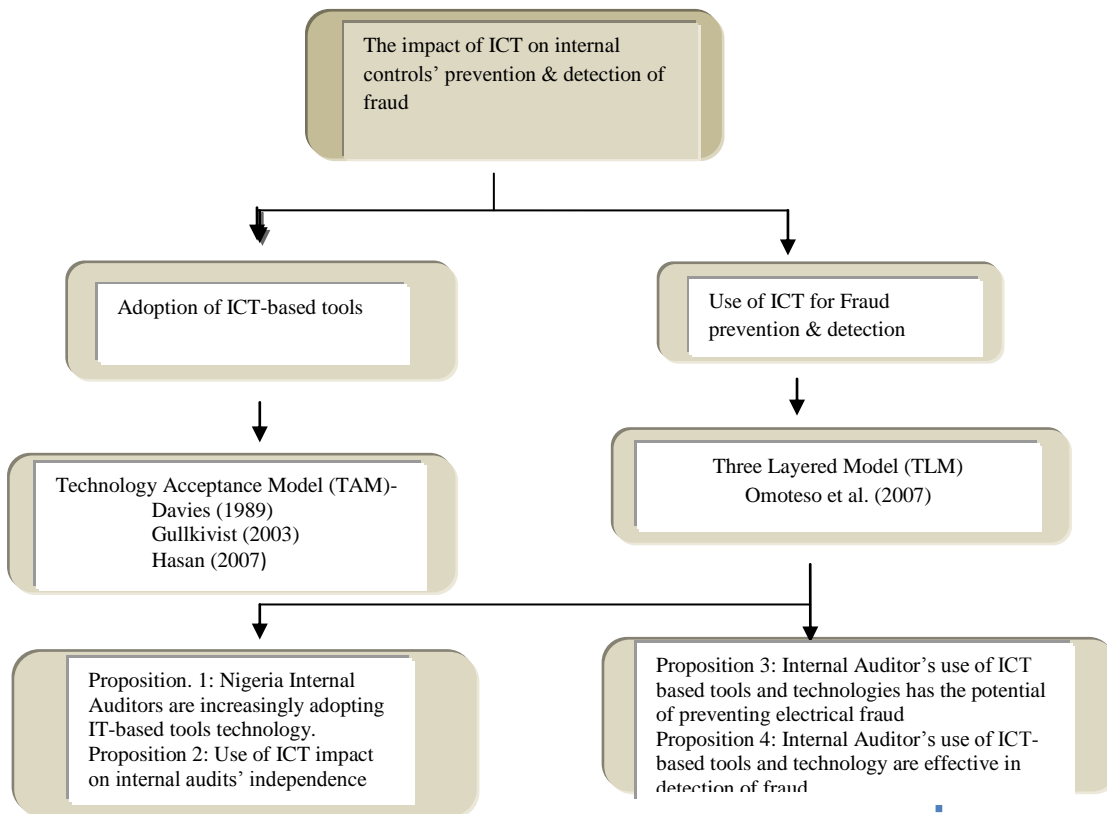 The impact of ICT on internal
controls’ prevention & detection of
fraud
Adoption of ICT-based tools
Use of ICT for Fraud
prevention & detection
Technology Acceptance Model (TAM)-
Davies (1989)
Gullkivist (2003)
Hasan (2007)
Three Layered Model (TLM)
Omoteso et al. (2007)
Proposition. 1: Nigeria Internal
Auditors are increasingly adopting
IT-based tools technology.
Proposition 2: Use of ICT impact
on internal audits’ independence
Proposition 3: Internal Auditor’s use of ICT
based tools and technologies has the potential
of preventing electrical fraud
Proposition 4: Internal Auditor’s use of ICT-
based tools and technology are effective in
detection of fraud